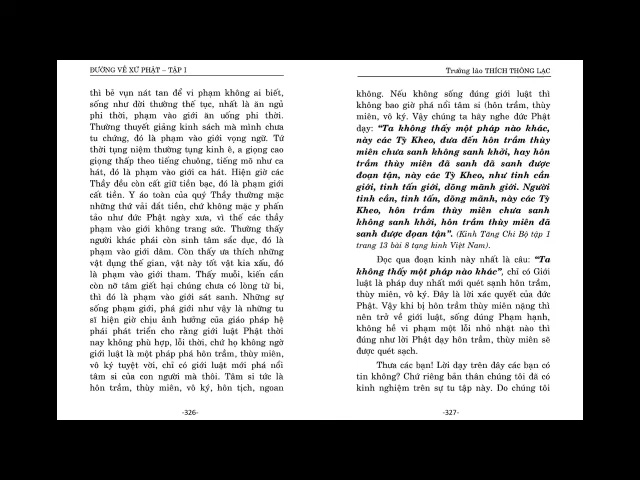 ĐƯỜNG VỀ XỨ PHẬT – TẬP I
thì bẻ vụn nát tan để vi phạm không ai biết,
sống như đời thường thế tục, nhất là ăn ngủ
phi thời, phạm vào giới ăn uống phi thời.
Thường thuyết giảng kinh sách mà mình chưa
tu chứng, đó là phạm vào giới vọng ngữ. Từ
thời tụng niệm thường tụng kinh ê, a giọng cao
giọng thấp theo tiếng chuông, tiếng mõ như ca
hát, đó là phạm vào giới ca hát. Hiện giờ các
Thầy đều còn cất giữ tiền bạc, đó là phạm giới
cất tiền. Y áo toàn của quý Thầy thường mặc
những thứ vải đắt tiền, chứ không mặc y phấn
tảo như đức Phật ngày xưa, vì thế các thầy
phạm vào giới không trang sức. Thường thấy
người khác phái còn sinh tâm sắc dục, đó là
phạm vào giới dâm. Còn thấy ưa thích những
vật dụng thế gian, vật này tốt vật kia xấu, đó
là phạm vào giới tham. Thấy muỗi, kiến cắn
còn nỡ tâm giết hại chúng chưa có lòng từ bi,
thì đó là phạm vào giới sát sanh. Những sự
sống phạm giới, phá giới như vậy là những tu
sĩ hiện giờ chịu ảnh hưởng của giáo pháp hệ
phái phát triển cho rằng giới luật Phật thời
nay không phù hợp, lỗi thời, chứ họ không ngờ
giới luật là một pháp phá hôn trầm, thùy miên,
vô ký tuyệt vời, chỉ có giới luật mới phá nổi
tâm si của con người mà thôi. Tâm si tức là
hôn trầm, thùy miên, vô ký, hôn tịch, ngoan
-326-
Trưởng lão THÍCH THÔNG LẠC
không. Nếu không sống đúng giới luật thì
không bao giờ phá nổi tâm si (hôn trầm, thùy
miên, vô ký. Vậy chúng ta hãy nghe đức Phật
dạy: “Ta không thấy một pháp nào khác,
này các Tỳ Kheo, đưa đến hôn trầm thùy
miên chưa sanh không sanh khởi, hay hôn
trầm thùy miên đã sanh đã sanh được
đoạn tận, này các Tỳ Kheo, như tinh cần
giới, tinh tấn giới, dõng mãnh giới. Người
tinh cần, tinh tấn, dõng mãnh, này các Tỳ
Kheo, hôn trầm thùy miên chưa sanh
không sanh khởi, hôn trầm thùy miên đã
sanh được đọan tận”. (Kinh Tăng Chi Bộ tập 1
trang 13 bài 8 tạng kinh Việt Nam).
Đọc qua đoạn kinh này nhất là câu: “Ta
không thấy một pháp nào khác”, chỉ có Giới
luật là pháp duy nhất mới quét sạnh hôn trầm,
thùy miên, vô ký. Đây là lời xác quyết của đức
Phật. Vậy khi bị hôn trầm thùy miên nặng thì
nên trở về giới luật, sống đúng Phạm hạnh,
không hề vi phạm một lỗi nhỏ nhặt nào thì
đúng như lời Phật dạy hôn trầm, thùy miên sẽ
được quét sạch.
Thưa các bạn! Lời dạy trên đây các bạn có
tin không? Chứ riêng bản thân chúng tôi đã có
kinh nghiệm trên sự tu tập này. Do chúng tôi
-327-